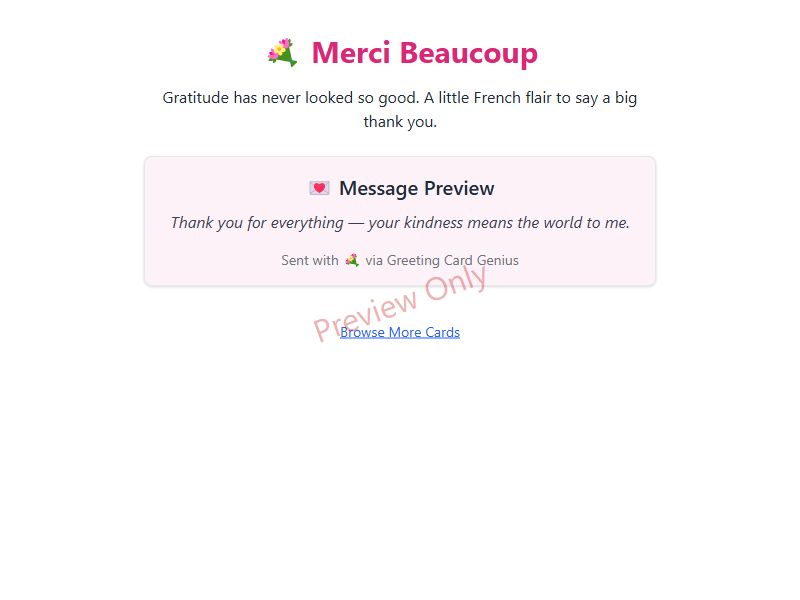 💐 Merci Beaucoup
Gratitude has never looked so good. A little French flair to say a big
thank you.
💌 Message Preview
Thank you for everything — your kindness means the world to me.
Sent with 💐 via Greeting Card Genius
Preview Only
Browse More Cards